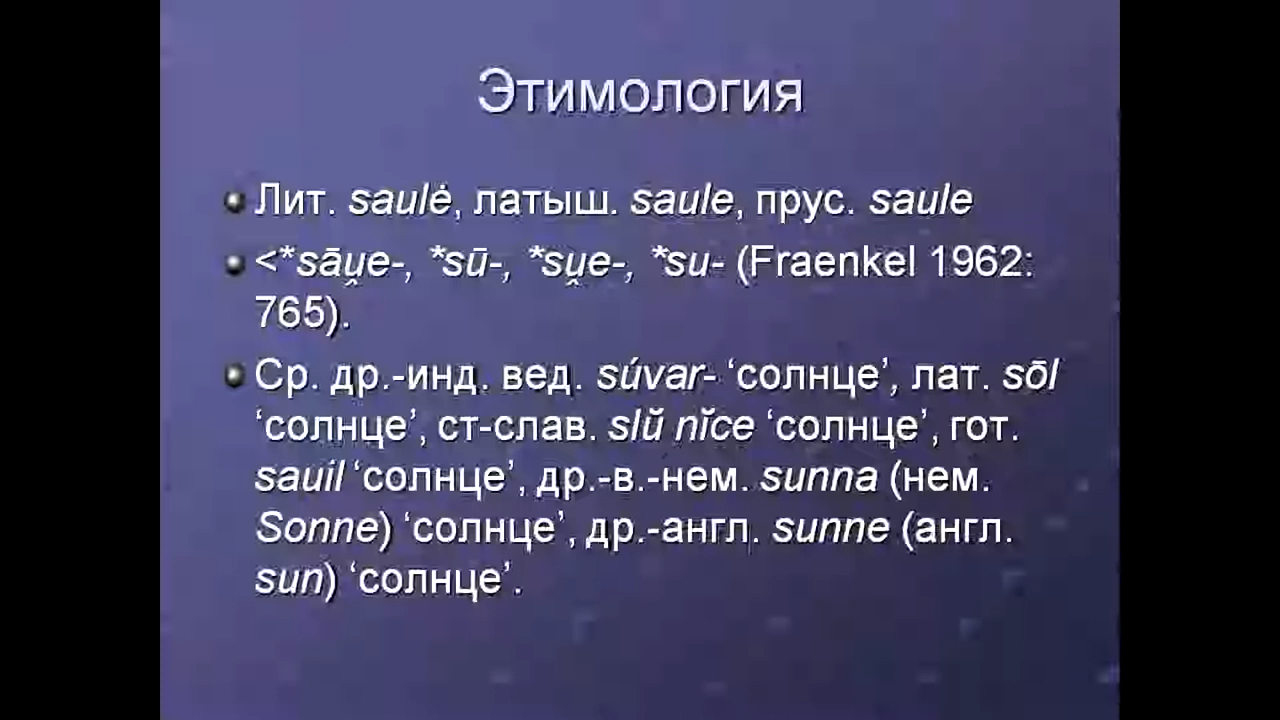 Этимология
Лит. saulė, латыш. saule, прус. saule
<*sāu̯e-, *sū-, *su̯e-, *su- (Fraenkel 1962:
765).
Ср. др.-инд. вед. súvar- ‘солнце’, лат. sōl
‘солнце’, ст-слав. slŭ nĭce ‘солнце’, гот.
sauil ‘солнце’, др.-в.-нем. sunna (нем.
Sonne) ‘солнце’, др.-англ. sunne (англ.
sun) ‘солнце’.